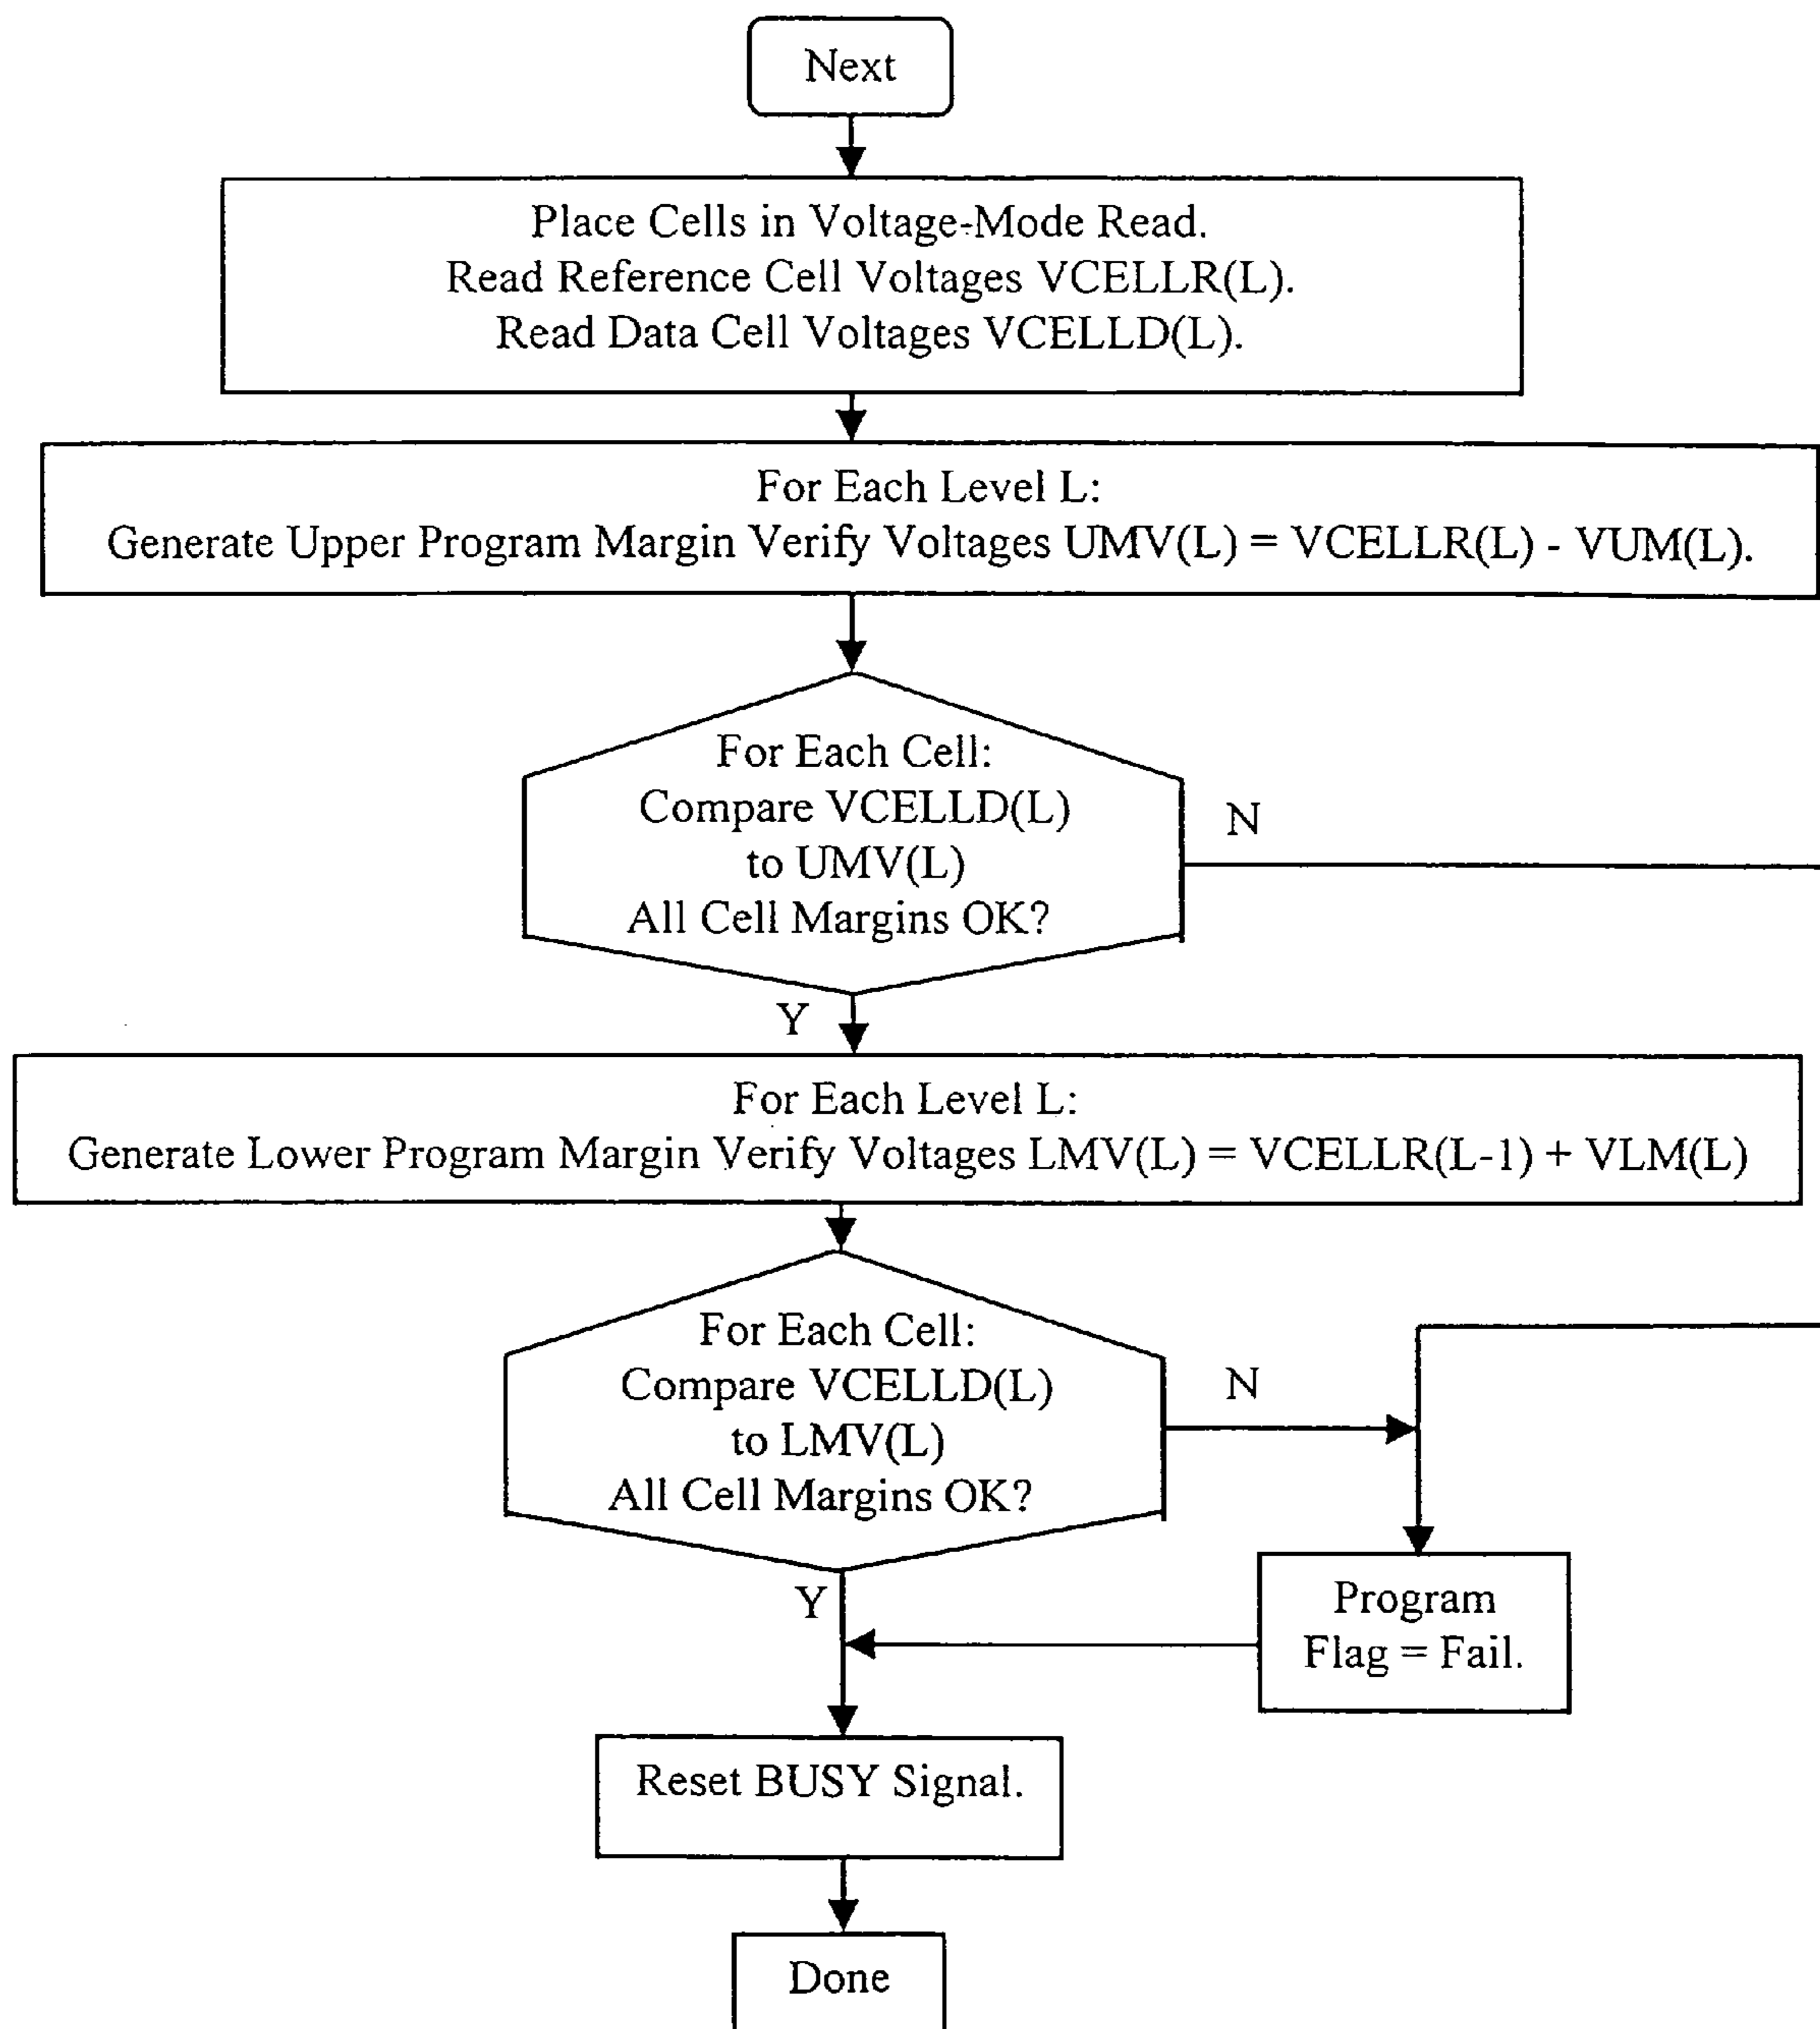 Next
Place Cells in Voltage-Mode Read.
Read Reference Cell Voltages VCELLR(L).
Read Data Cell Voltages VCELLD(L).
For Each Level L:
Generate Upper Program Margin Verify Voltages UMV(L) = VCELLR(L) - VUM(L).
For Each Cell:
Compare VCELLD(L)
to UMV(L)
All Cell Margins OK?
N
Y
For Each Level L:
Generate Lower Program Margin Verify Voltages LMV(L) = VCELLR(L-1) + VLM(L)
For Each Cell:
Compare VCELLD(L)
to LMV(L)
All Cell Margins OK?
N
Y
Program
Flag = Fail.
Reset BUSY Signal.
Done